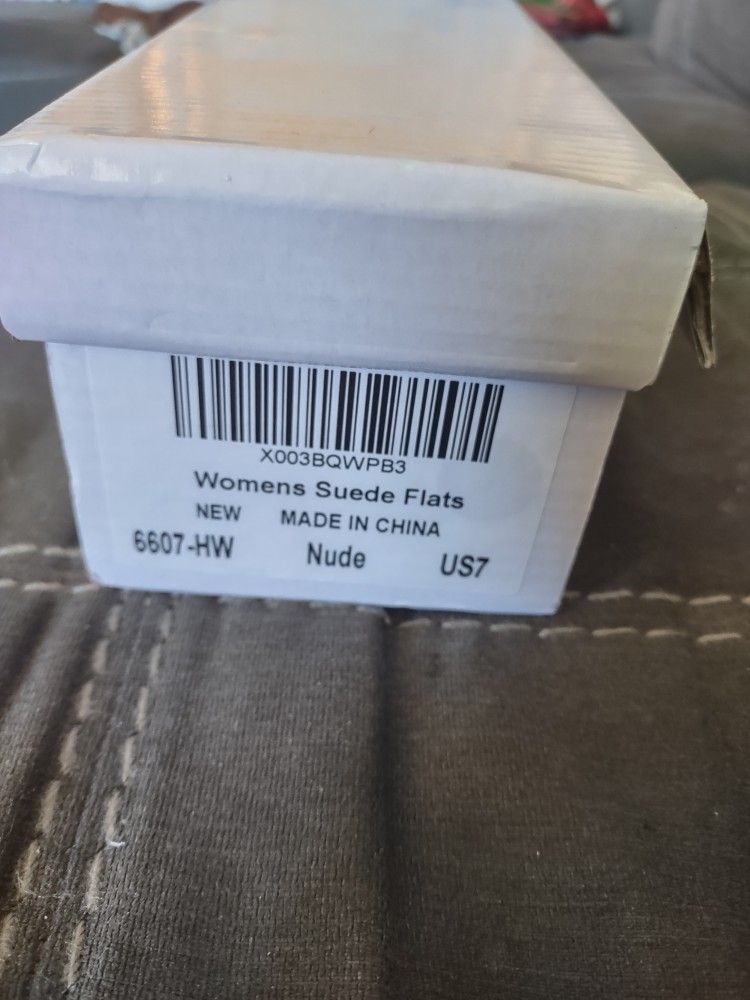 X003BQWPB3
Womens Suede Flats
NEW MADE IN CHINA
6607-HW Nude US7